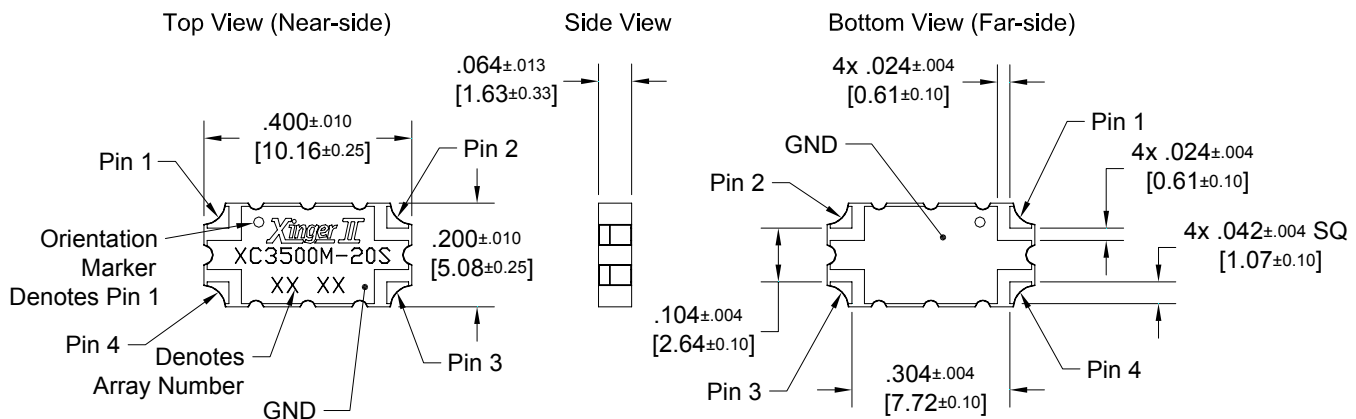 Top View (Near-side)
Side View
Bottom View (Far-side)
.064±.013
[1.63±0.33]
4x .024±.004
[0.61±0.10]
.400±.010
[10.16±0.25]
Pin 1
Pin 2
GND
Pin 1
4x .024±.004
[0.61±0.10]
Pin 2
Orientation
Marker
Denotes Pin 1
Xinger II
XC3500M-20S
XX XX
.200±.010
[5.08±0.25]
4x .042±.004 SQ
[1.07±0.10]
.104±.004
[2.64±0.10]
Pin 4
Denotes
Array Number
Pin 3
GND
Pin 3
.304±.004
[7.72±0.10]
Pin 4